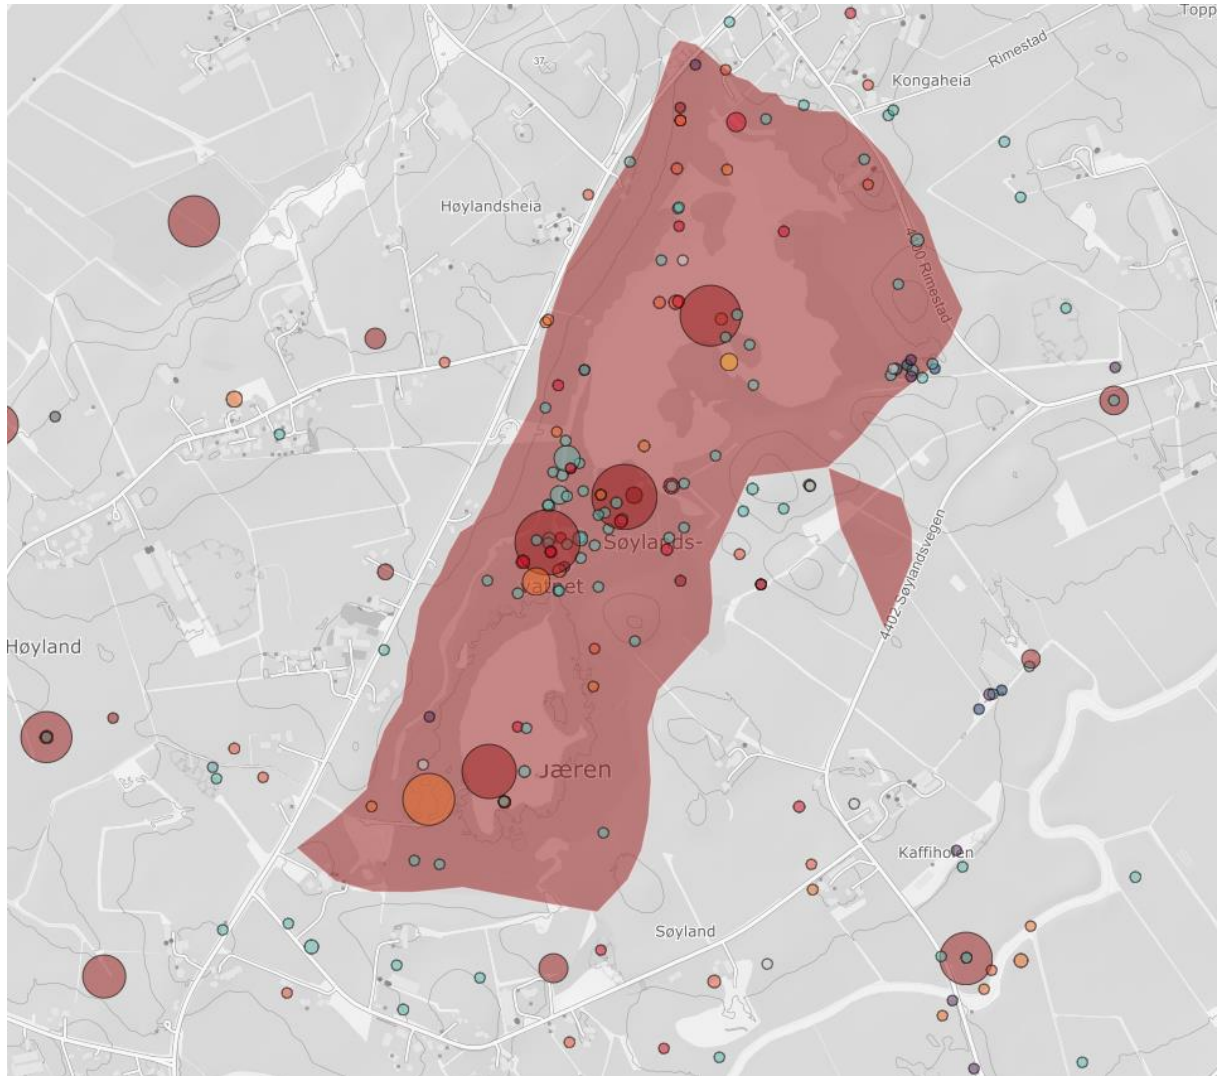 Topp
Rimestad
Kongaheia
37
Høylandsheia
4400 Rimestad
Søylands-
vatnet
4402 Søylandsvegen
Høyland
Jæren
Kaffiholen
Søyland